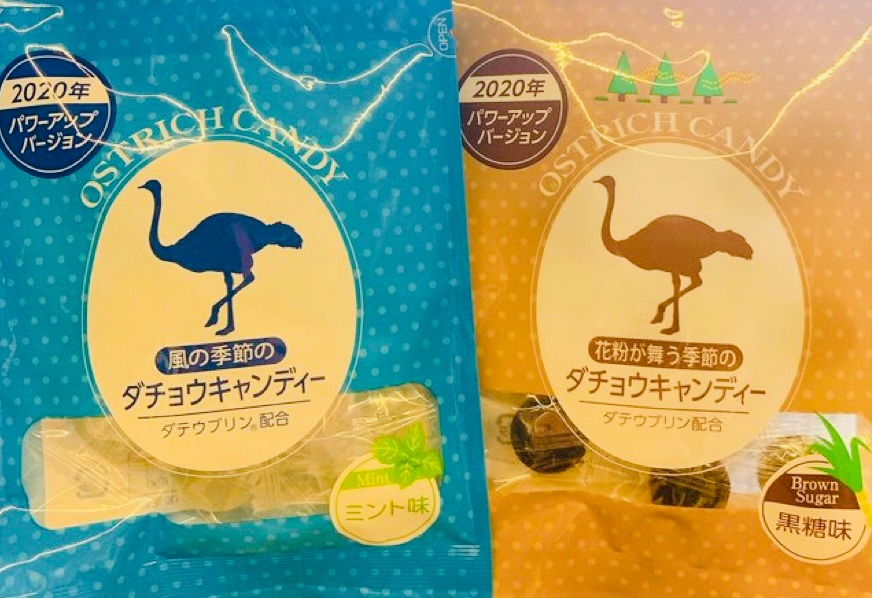 OPEN
2020年
パワーアップ
バージョン
OSTRICH CANDY
風の季節の
ダチョウキャンディー
ダテウブリン®配合
Mint
ミント味
2020年
パワーアップ
バージョン
OSTRICH CANDY
花粉が舞う季節の
ダチョウキャンディー
ダテウブリン配合
Brown
Sugar
黒糖味